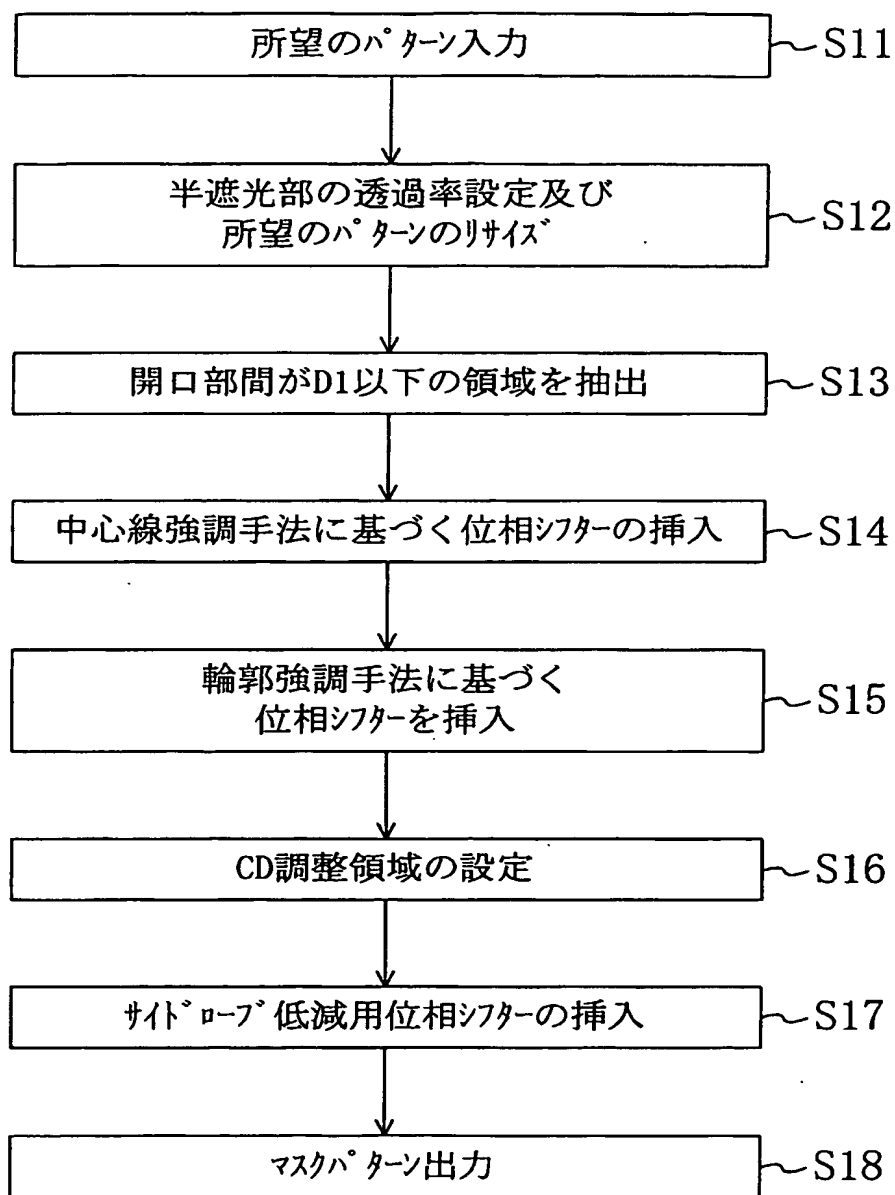 所望のﾊﾟﾀｰﾝ入力 S11
半遮光部の透過率設定及び
所望のﾊﾟﾀｰﾝのﾘｻｲｽﾞ S12
開口部間がD1以下の領域を抽出 S13
中心線強調手法に基づく位相ｼﾌﾀｰの挿入 S14
輪郭強調手法に基づく
位相ｼﾌﾀｰを挿入 S15
CD調整領域の設定 S16
ｻｲﾄﾞﾛｰﾌﾞ低減用位相ｼﾌﾀｰの挿入 S17
ﾏｽｸﾊﾟﾀｰﾝ出力 S18